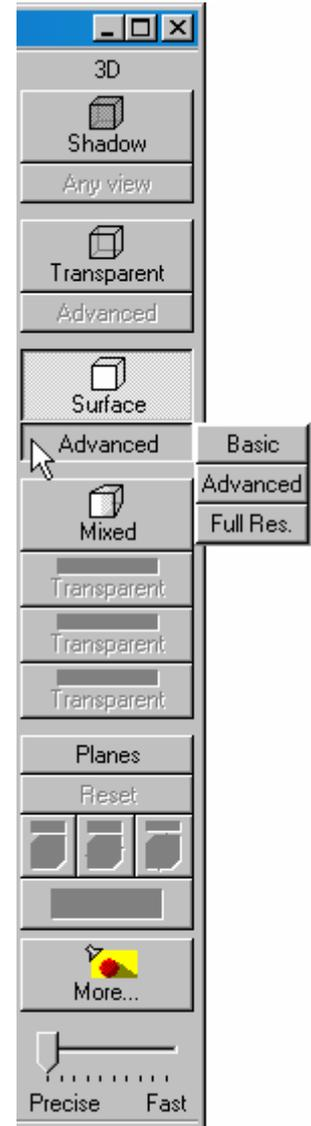 3D
Shadow
Any view
Transparent
Advanced
Surface
Advanced
Basic
Advanced
Full Res.
Mixed
Transparent
Transparent
Transparent
Planes
Reset
More...
Precise Fast